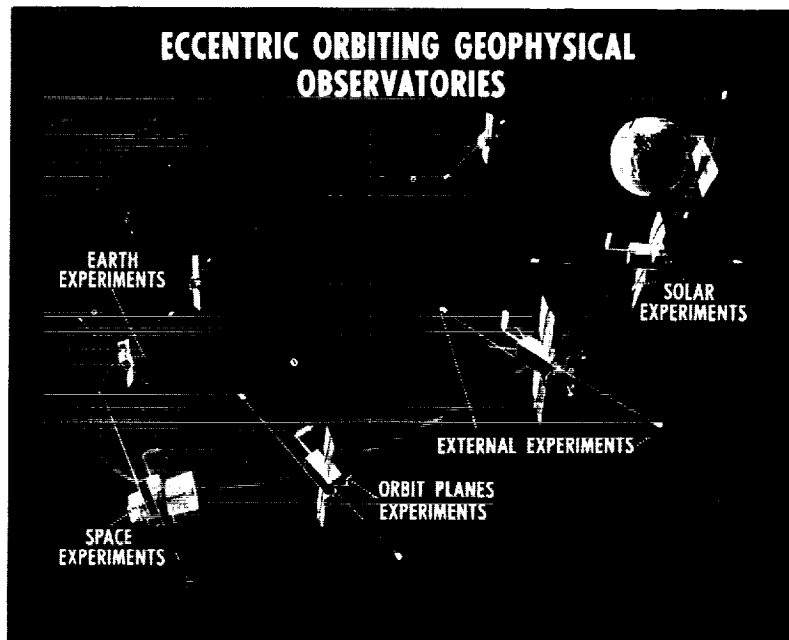 ECCENTRIC ORBITING GEOPHYSICAL
OBSERVATORIES
EARTH
EXPERIMENTS
SOLAR
EXPERIMENTS
EXTERNAL EXPERIMENTS
ORBIT PLANES
EXPERIMENTS
SPACE
EXPERIMENTS